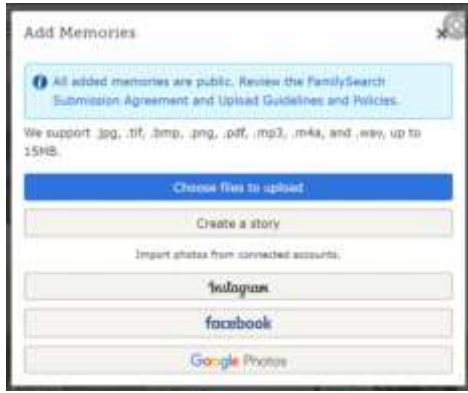 Add Memories
All added memories are public. Review the FamilySearch
Submission Agreement and Upload Guidelines and Policies.
We support .jpg, .tif, .bmp, .png, .pdf, .mp3, .m4a, and .wav, up to
15MB.
Choose files to upload
Create a story
Import photos from connected accounts.
Instagram
facebook
Google Photos